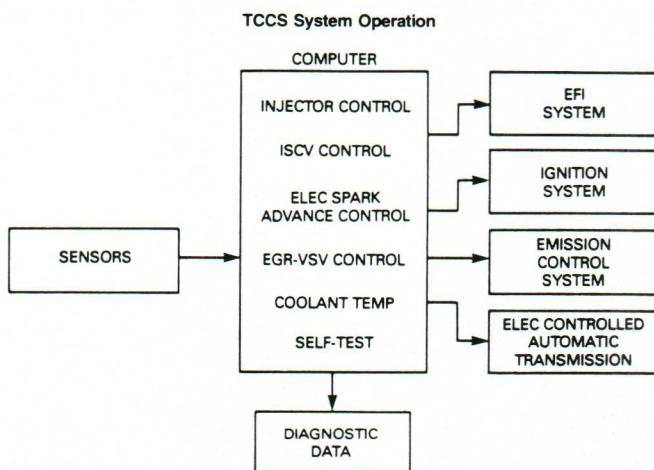 TCCS System Operation
COMPUTER
INJECTOR CONTROL
ISCV CONTROL
ELEC SPARK
ADVANCE CONTROL
EGR-VSV CONTROL
COOLANT TEMP
SELF-TEST
SENSORS
EFI
SYSTEM
IGNITION
SYSTEM
EMISSION
CONTROL
SYSTEM
ELEC CONTROLLED
AUTOMATIC
TRANSMISSION
DIAGNOSTIC
DATA